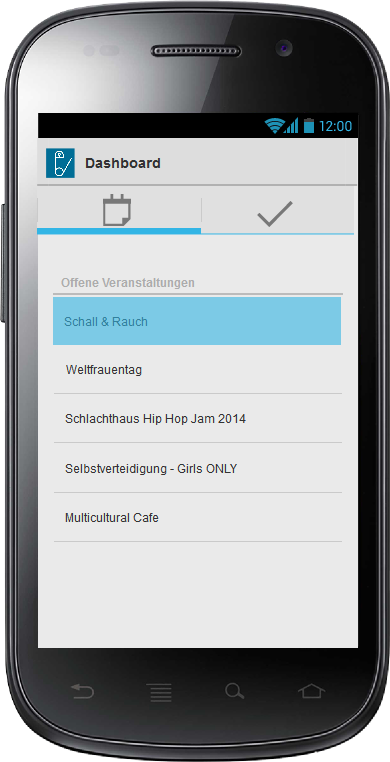 12:00
Dashboard
Offene Veranstaltungen
Schall & Rauch
Weltfrauentag
Schlachthaus Hip Hop Jam 2014
Selbstverteidigung - Girls ONLY
Multicultural Cafe